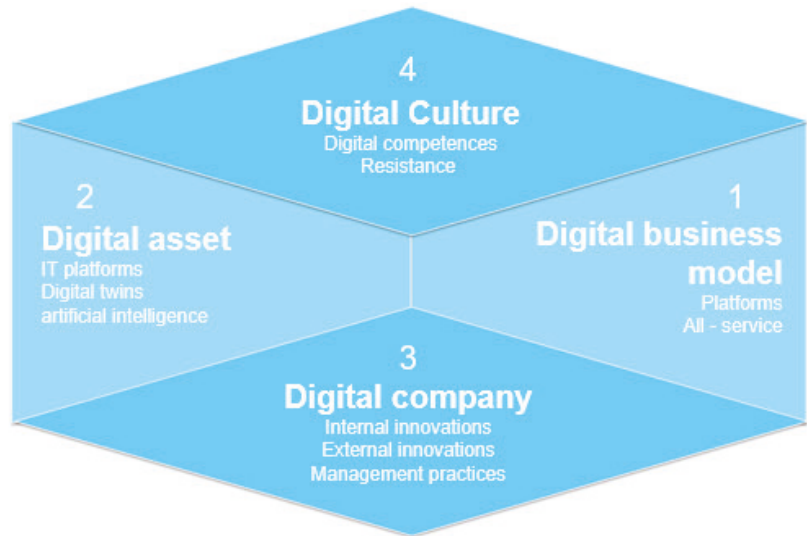 4
Digital Culture
Digital competences
Resistance
2
Digital asset
IT platforms
Digital twins
artificial intelligence
1
Digital business
model
Platforms
All - service
3
Digital company
Internal innovations
External innovations
Management practices